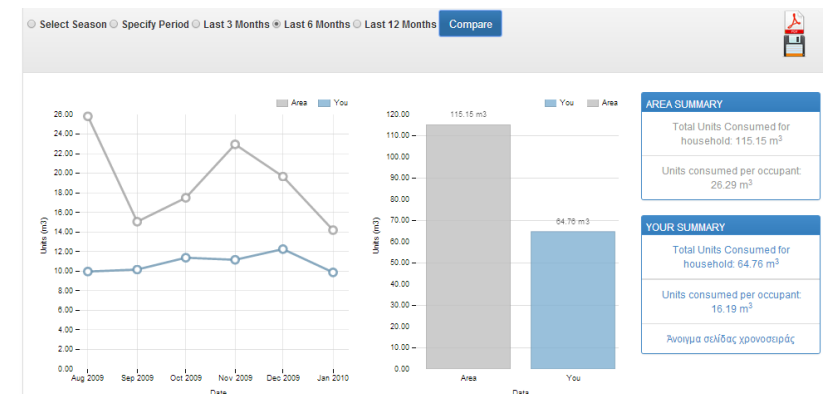 Select Season Specify Period Last 3 Months Last 6 Months Last 12 Months Compare
PDF
Area You
26.00
24.00
22.00
20.00
18.00
16.00
14.00
12.00
10.00
8.00
6.00
4.00
2.00
0.00
Units (m3)
Aug 2009 Sep 2009 Oct 2009 Nov 2009 Dec 2009 Jan 2010
Date
You Area
120.00
110.00
100.00
90.00
80.00
70.00
60.00
50.00
40.00
30.00
20.00
10.00
0.00
Units (m3)
115.15 m3
64.76 m3
Area You
Data
AREA SUMMARY
Total Units Consumed for
household: 115.15 m³
Units consumed per occupant:
26.29 m³
YOUR SUMMARY
Total Units Consumed for
household: 64.76 m³
Units consumed per occupant:
16.19 m³
Άνοιγμα σελίδας χρονοσειράς